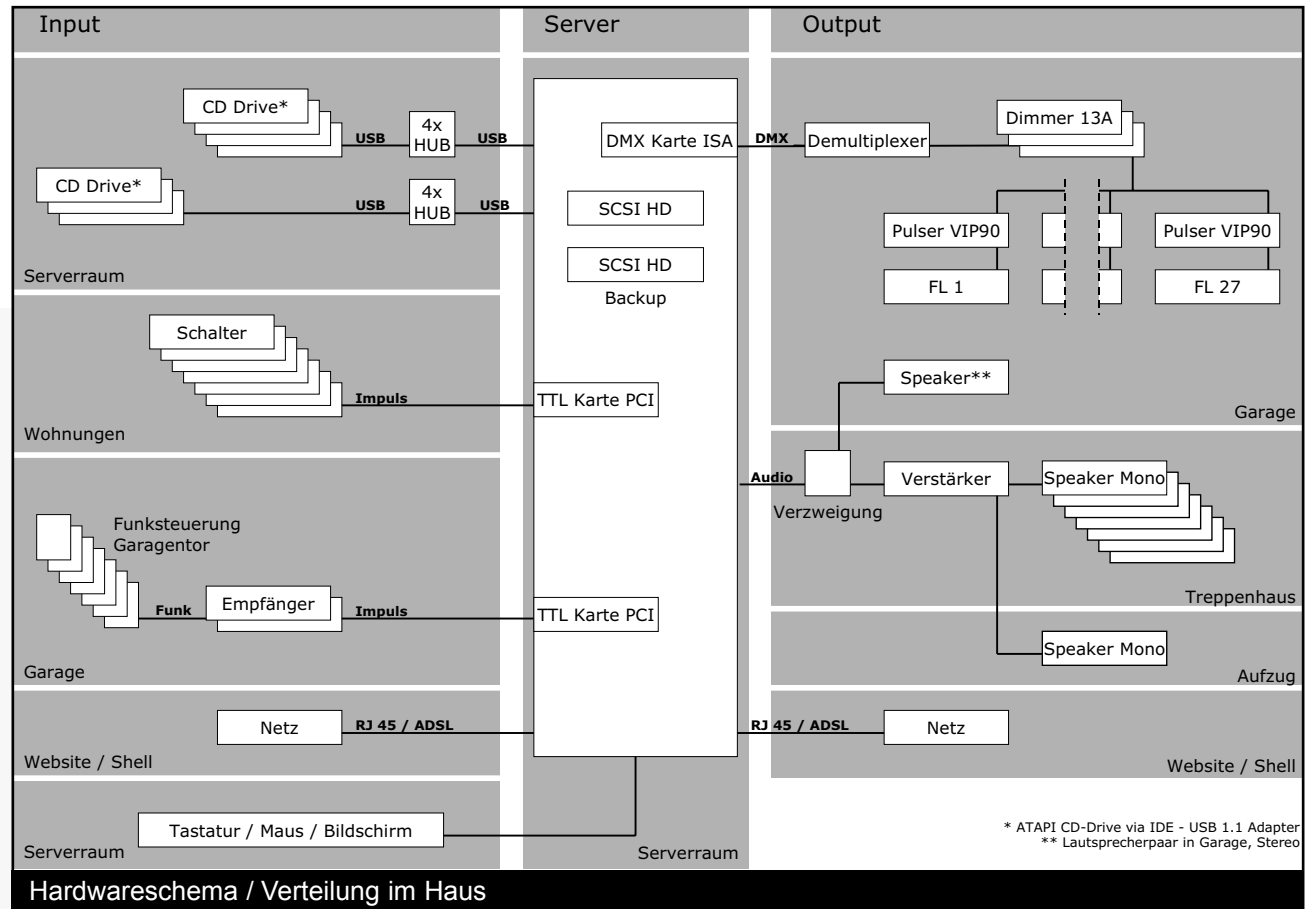 Input
Server
Output
CD Drive*
USB
4x
HUB
USB
CD Drive*
USB
4x
HUB
USB
Serverraum
DMX Karte ISA
SCSI HD
SCSI HD
Backup
DMX
Demultiplexer
Dimmer 13A
Pulser VIP90
Pulser VIP90
FL 1
FL 27
Speaker**
Garage
Schalter
Impuls
TTL Karte PCI
Wohnungen
Audio
Verzweigung
Verstärker
Speaker Mono
Treppenhaus
Funksteuerung
Garagentor
Funk
Empfänger
Impuls
TTL Karte PCI
Garage
Speaker Mono
Aufzug
Netz
RJ 45 / ADSL
Website / Shell
RJ 45 / ADSL
Netz
Website / Shell
Tastatur / Maus / Bildschirm
Serverraum
Serverraum
* ATAPI CD-Drive via IDE - USB 1.1 Adapter
** Lautsprecherpaar in Garage, Stereo
Hardwareschema / Verteilung im Haus